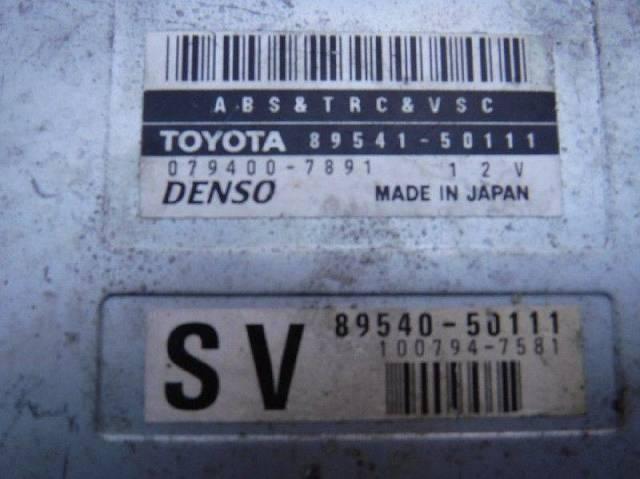 ABS&TRC&VSC
TOYOTA 89541-50111
079400-7891 12V
DENSO MADE IN JAPAN
SV 89540-50111
100794-7581